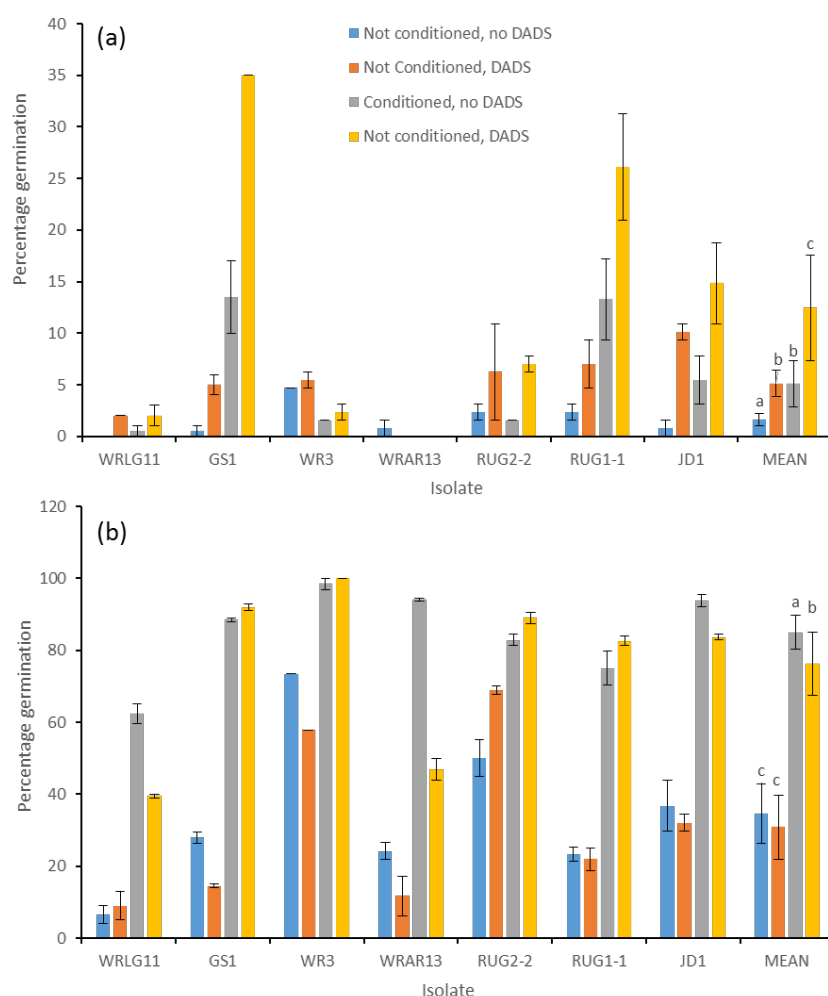 (a)
Not conditioned, no DADS
Not Conditioned, DADS
Conditioned, no DADS
Not conditioned, DADS
Percentage germination
40
35
30
25
20
15
10
5
0
a
b
b
c
WRLG11 GS1 WR3 WRAR13 RUG2-2 RUG1-1 JD1 MEAN
Isolate
(b)
Percentage germination
120
100
80
60
40
20
0
c
c
a
b
WRLG11 GS1 WR3 WRAR13 RUG2-2 RUG1-1 JD1 MEAN
Isolate